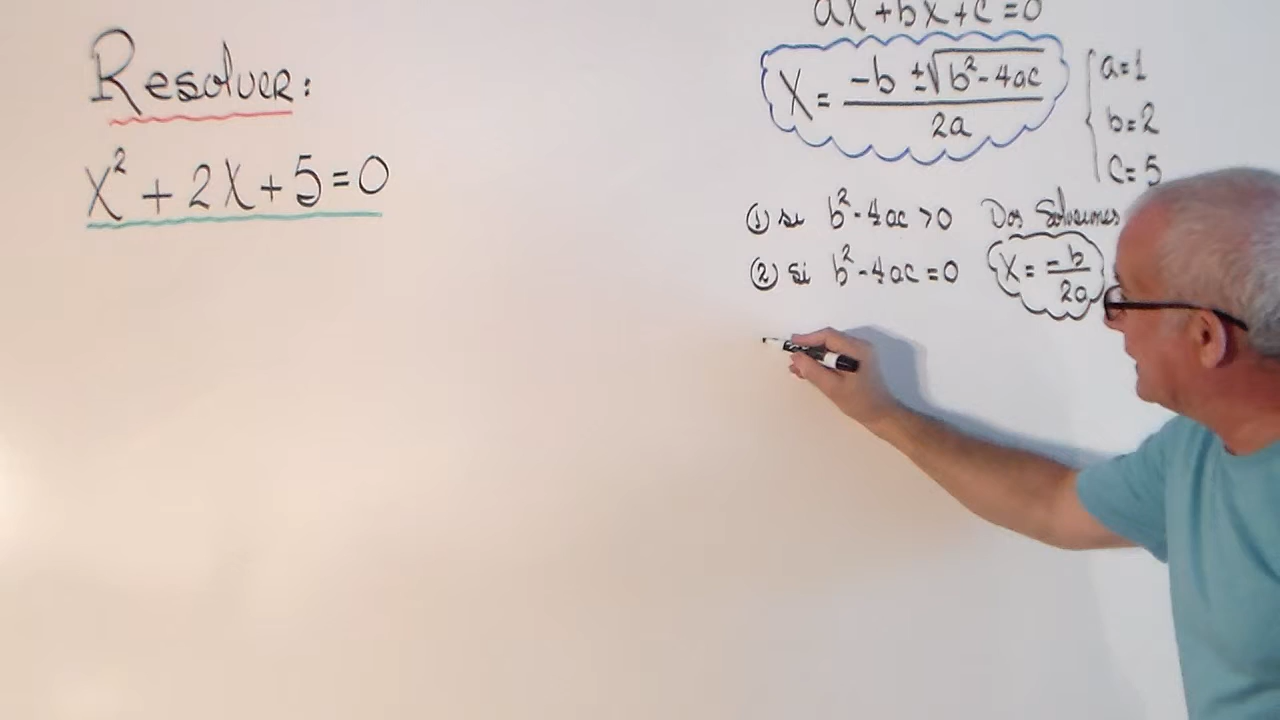 Resolver:
x² + 2x + 5 = 0
ax² + bx + c = 0
X = -b ±√b² - 4ac / 2a
a = 1
b = 2
c = 5
① si b² - 4ac > 0 Dos Soluciones
② si b² - 4ac = 0 X = -b / 2a